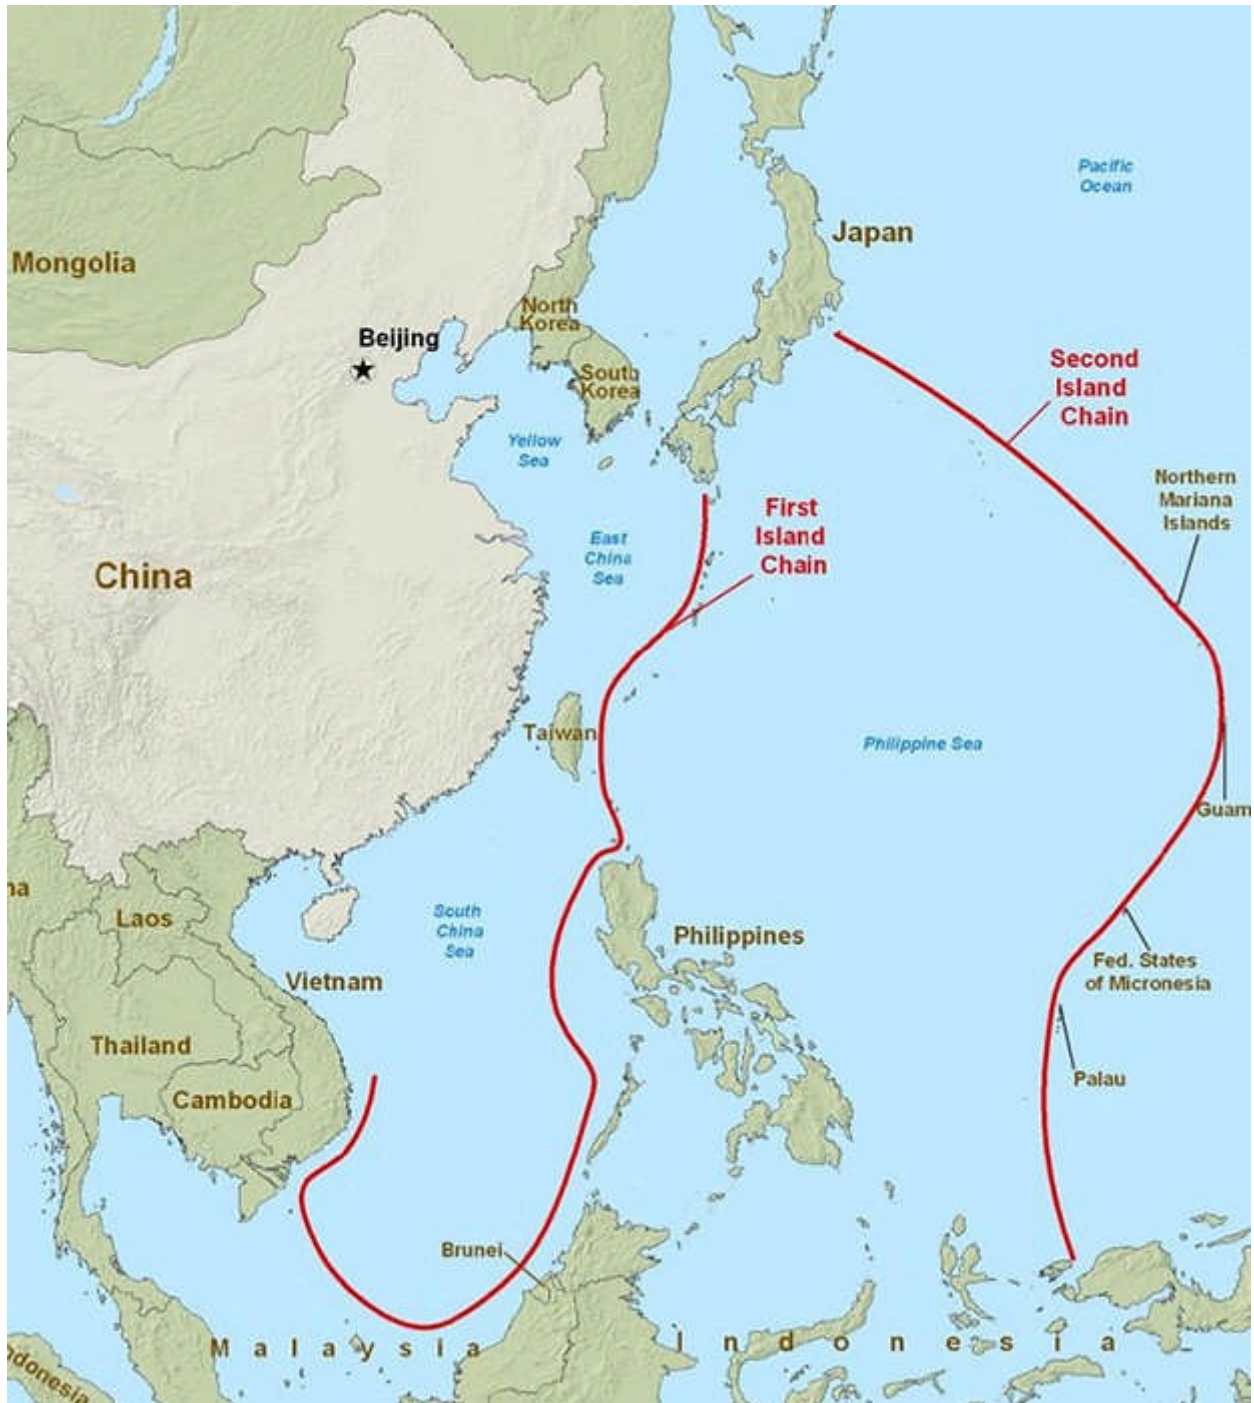 Pacific
Ocean
Japan
Mongolia
North
Korea
Beijing
South
Korea
Second
Island
Chain
Yellow
Sea
Northern
Mariana
Islands
First
Island
Chain
East
China
Sea
China
Taiwan
Philippine Sea
Guam
na
Laos
South
China
Sea
Philippines
Fed. States
of Micronesia
Vietnam
Thailand
Palau
Cambodia
Brunei
Malaysia
Indonesia
ndonesia